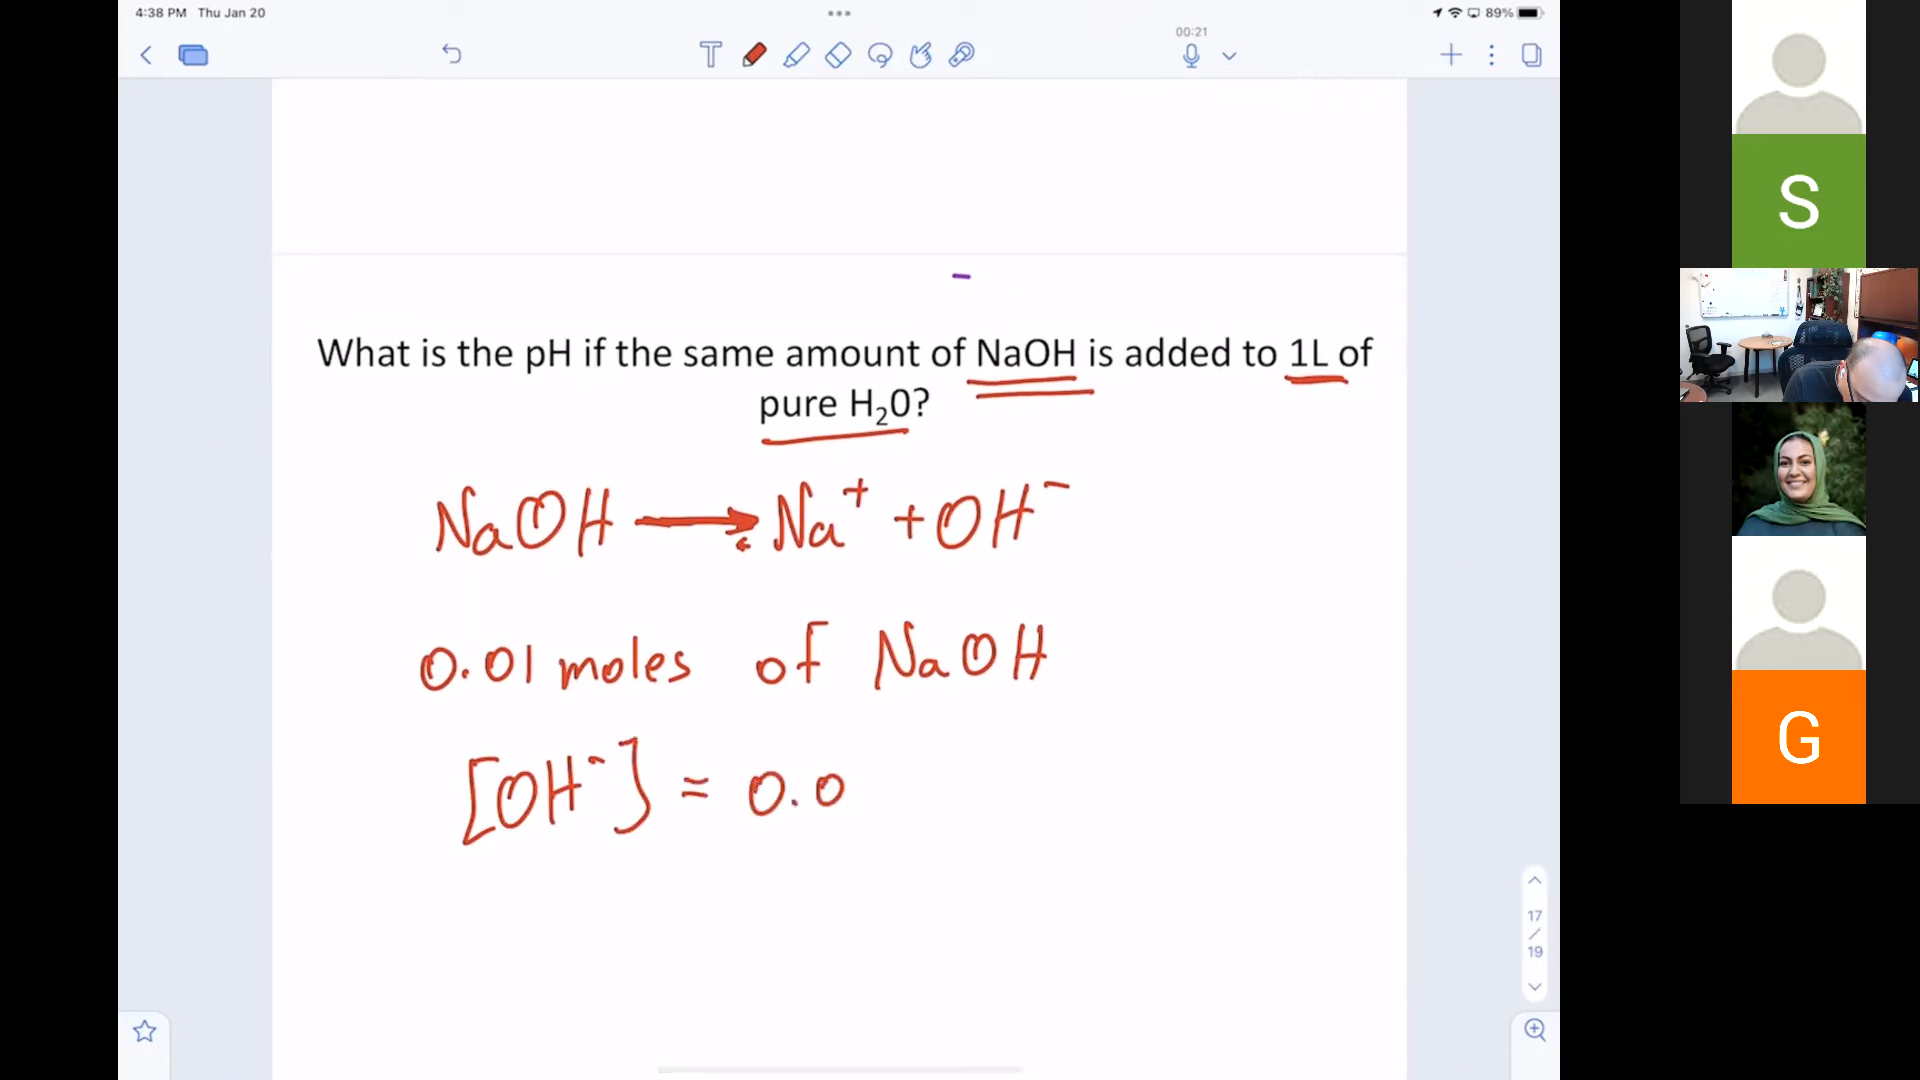 4:38 PM Thu Jan 20
89%
00:21
T
What is the pH if the same amount of NaOH is added to 1L of
pure H₂0?
NaOH → Na⁺ + OH⁻
0.01 moles of NaOH
[OH⁻] = 0.0
17
/
19
S
G